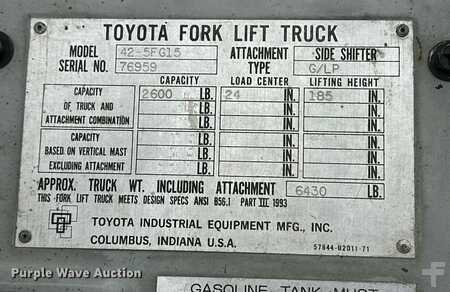 TOYOTA FORK LIFT TRUCK
MODEL 42-5FG15 ATTACHMENT SIDE SHIFTER
SERIAL NO. 76959 TYPE G/LP
CAPACITY LOAD CENTER LIFTING HEIGHT
CAPACITY 2600 LB. 24 IN. 185 IN.
OF TRUCK AND LB. IN. IN.
ATTACHMENT COMBINATION LB. IN. IN.
CAPACITY LB. IN. IN.
BASED ON VERTICAL MAST LB. IN. IN.
EXCLUDING ATTACHMENT LB. IN. IN.
APPROX. TRUCK WT. INCLUDING ATTACHMENT 6430 LB.
THIS FORK LIFT TRUCK MEETS DESIGN SPECS ANSI B56.1 PART III 1993
TOYOTA INDUSTRIAL EQUIPMENT MFG., INC.
COLUMBUS, INDIANA U.S.A.
57844-U2011-71
Purple Wave Auction
GASOLINE TANK MUST